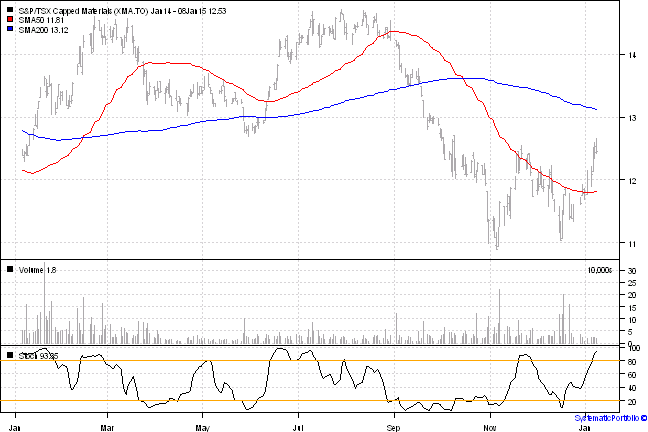 S&P/TSX Capped Materials (XMA.TO) Jan14 - 08Jan15 12:53
SMA50 11.81
SMA200 13.12
14
13
12
11
Volume 1.8
10,000s
30
25
20
15
10
5
0
Stoch 93.35
100
80
60
40
20
Jan Mar May Jul Sep Nov Jan
SystematicPortfolio ©